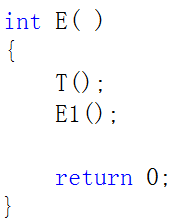 int E( )
{
    T();
    E1();

    return 0;
}